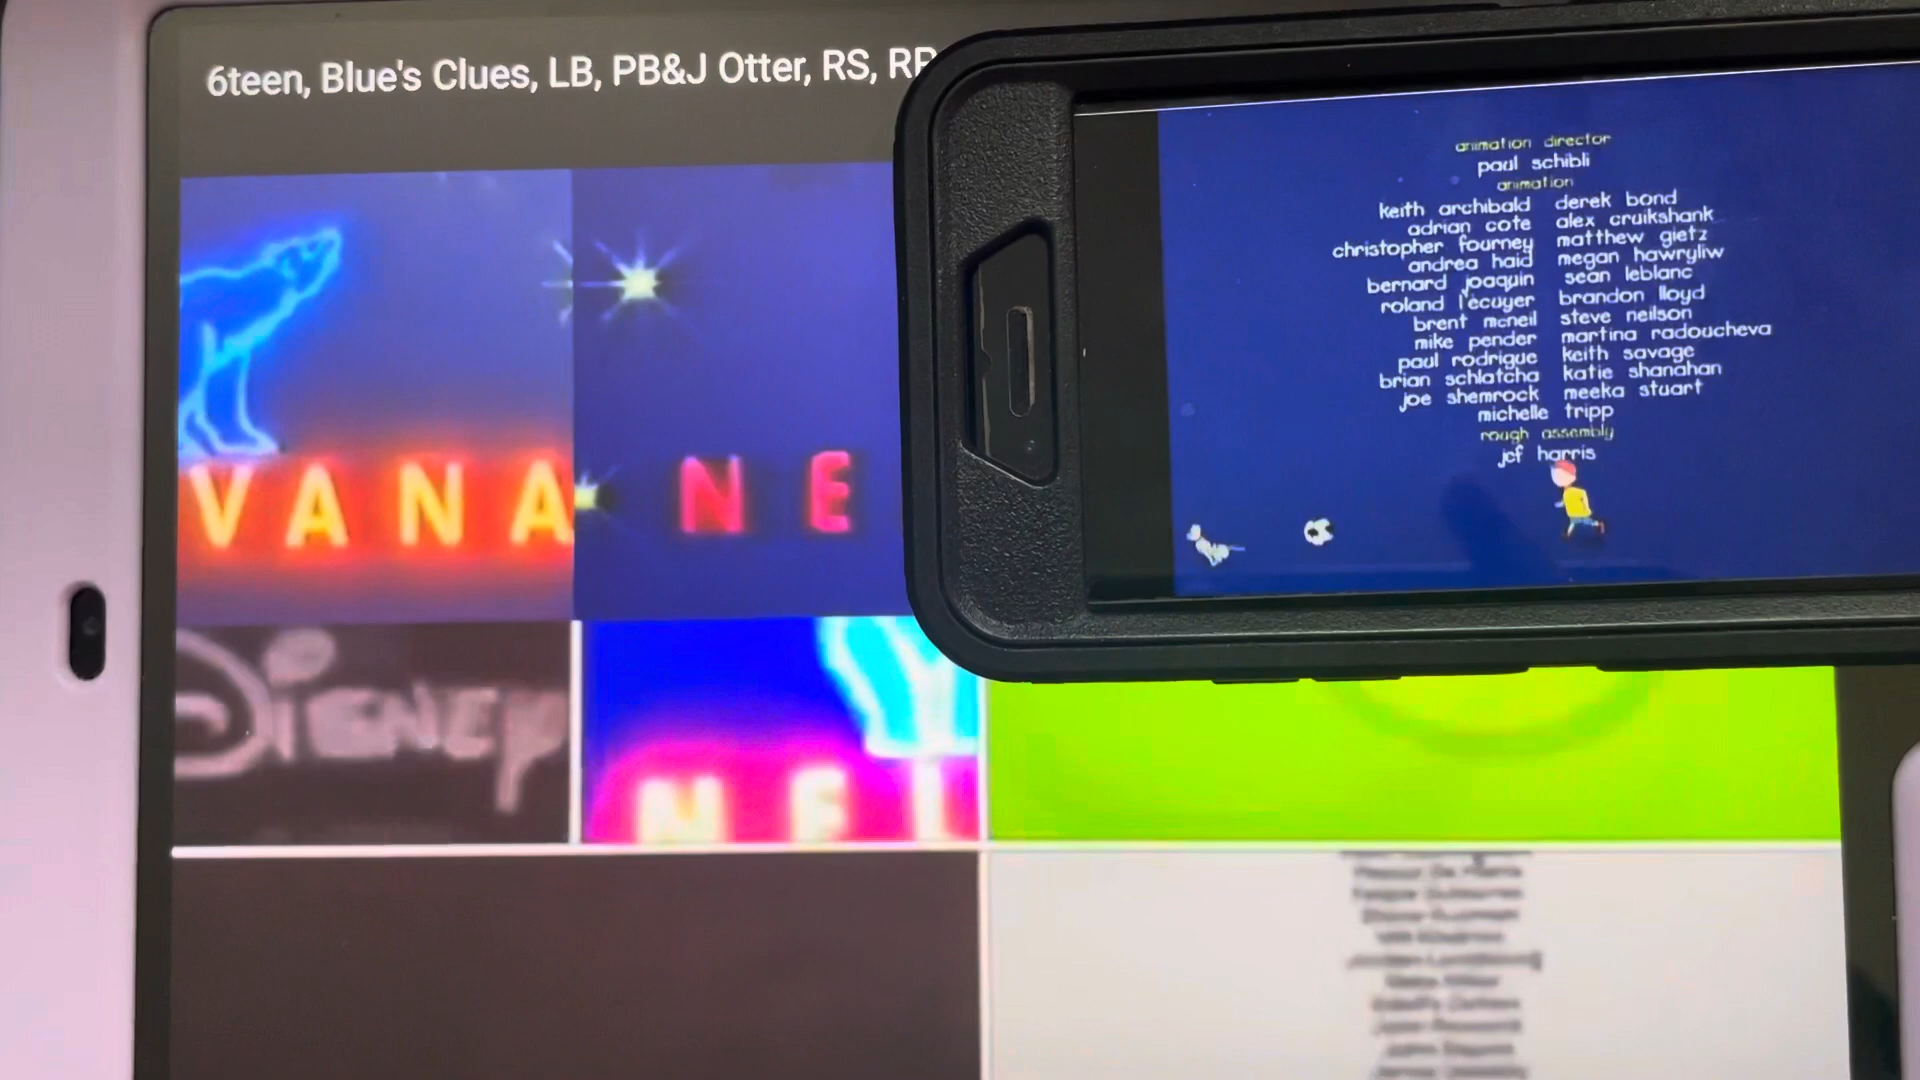 6teen, Blue's Clues, LB, PB&J Otter, RS,
VANA
NE
DISNEY
NEL
animation director
paul schibli
animation
keith archibald derek bond
adrian cote alex cruikshank
christopher fourney matthew gietz
andrea haid megan hawryliw
bernard joaquin sean leblanc
roland l'ecuyer brandon lloyd
brent mcneil steve neilson
mike pender martina radoucheva
paul rodrigue keith savage
brian schlatcha katie shanahan
joe shemrock meeka stuart
michelle tripp
rough assembly
jef harris